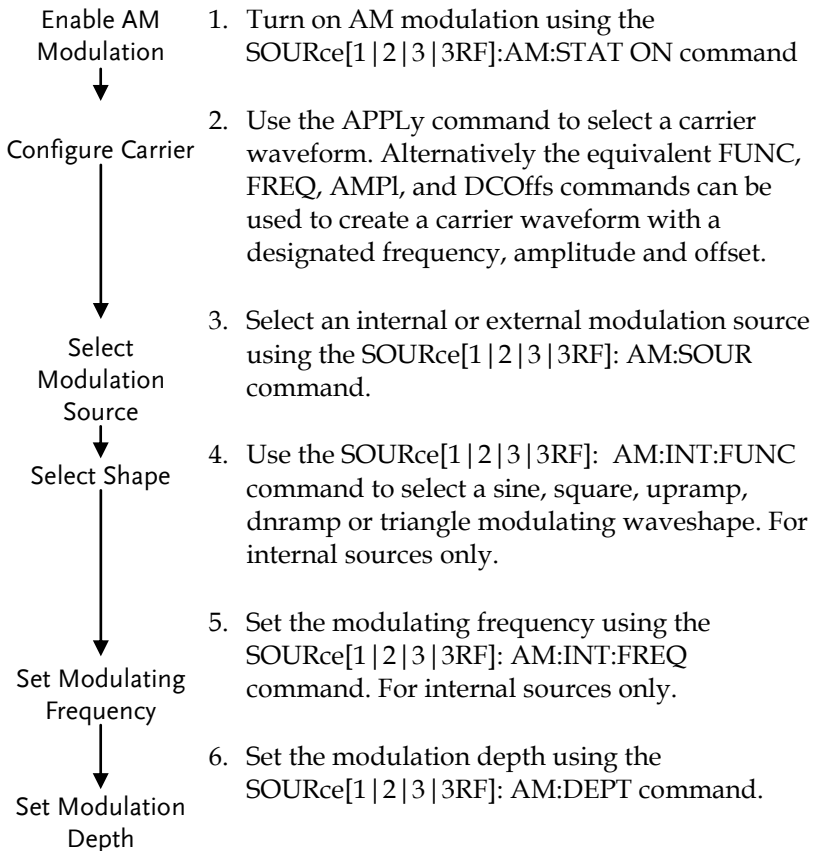 Enable AM
Modulation
1. Turn on AM modulation using the
SOURce[1|2|3|3RF]:AM:STAT ON command
Configure Carrier
2. Use the APPLy command to select a carrier
waveform. Alternatively the equivalent FUNC,
FREQ, AMPl, and DCOffs commands can be
used to create a carrier waveform with a
designated frequency, amplitude and offset.
Select
Modulation
Source
3. Select an internal or external modulation source
using the SOURce[1|2|3|3RF]: AM:SOUR
command.
Select Shape
4. Use the SOURce[1|2|3|3RF]: AM:INT:FUNC
command to select a sine, square, upramp,
dnramp or triangle modulating waveshape. For
internal sources only.
Set Modulating
Frequency
5. Set the modulating frequency using the
SOURce[1|2|3|3RF]: AM:INT:FREQ
command. For internal sources only.
Set Modulation
Depth
6. Set the modulation depth using the
SOURce[1|2|3|3RF]: AM:DEPT command.